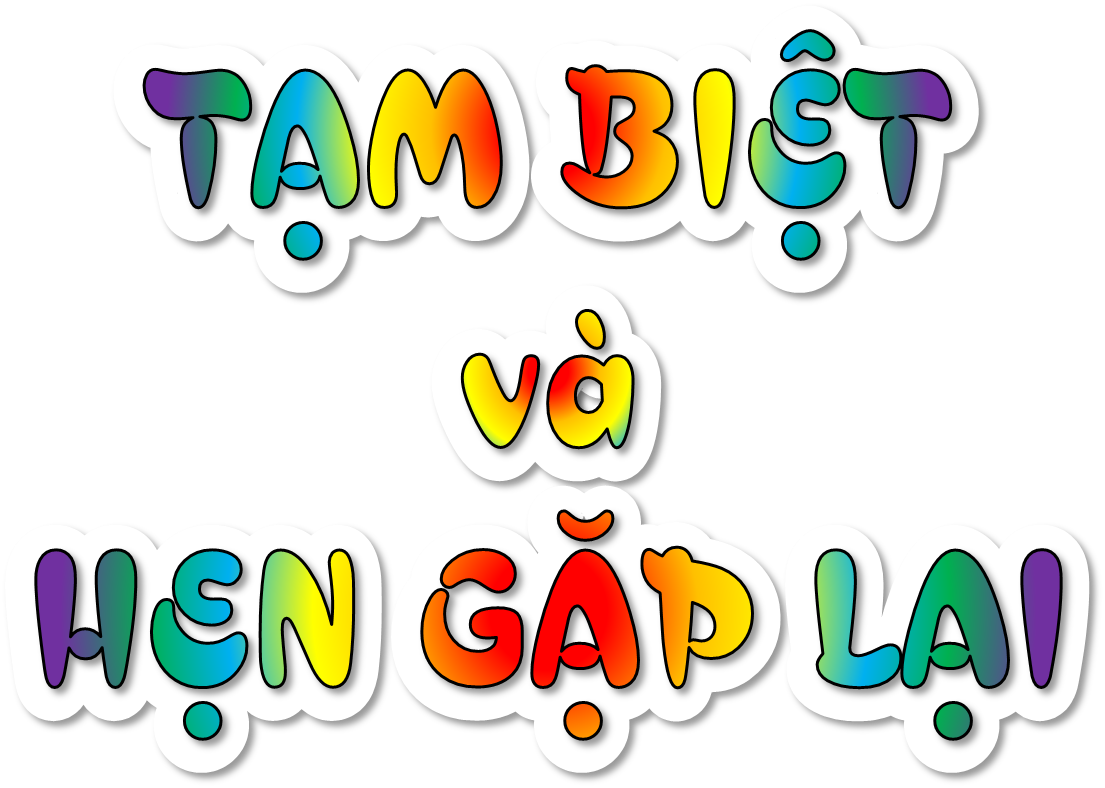 TẠM BIỆT
và
HẸN GẶP LẠI